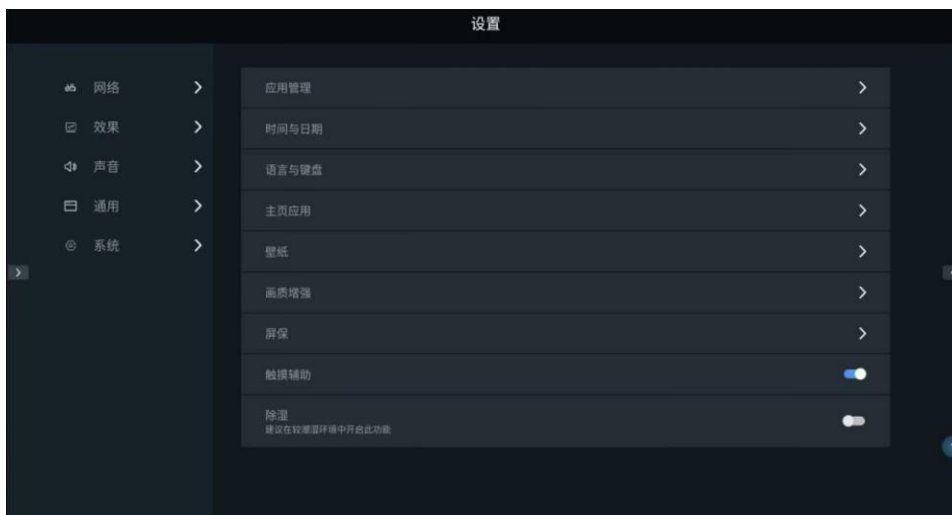 设置
网络
效果
声音
通用
系统
应用管理
时间与日期
语言与键盘
主页应用
壁纸
画质增强
屏保
触摸辅助
除湿
建议在较潮湿环境中开启此功能